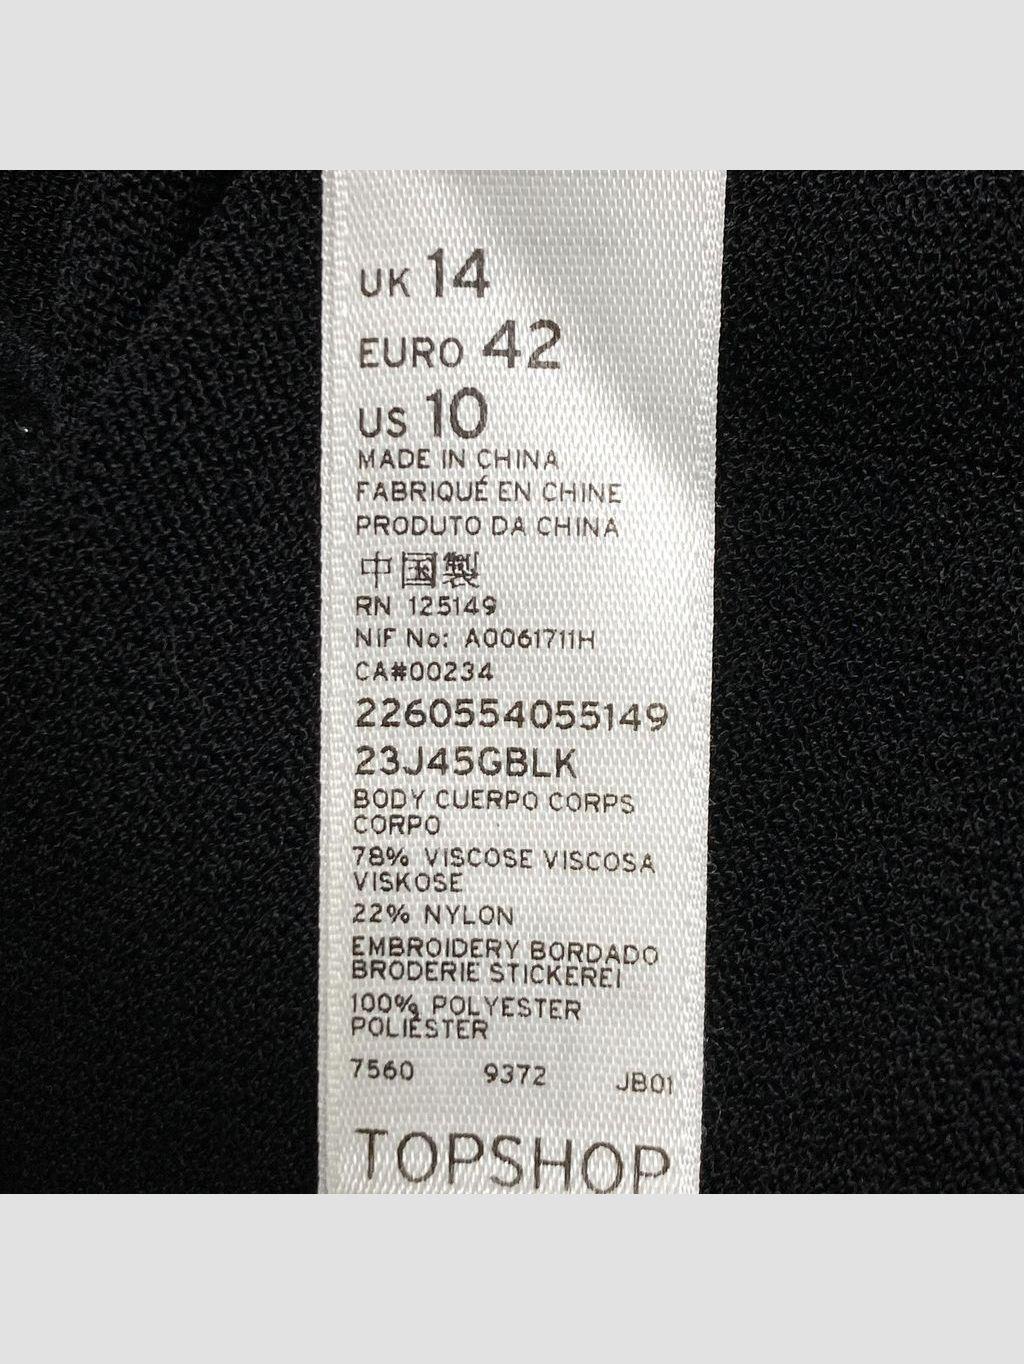 UK 14
EURO 42
US 10
MADE IN CHINA
FABRIQUÉ EN CHINE
PRODUTO DA CHINA
中国製
RN 125149
NIF No: A0061711H
CA#00234
2260554055149
23J45GBLK
BODY CUERPO CORPS
CORPO
78% VISCOSE VISCOSA
VISKOSE
22% NYLON
EMBROIDERY BORDADO
BRODERIE STICKEREI
100% POLYESTER
POLIÉSTER
7560 9372 JB01
TOPSHOP